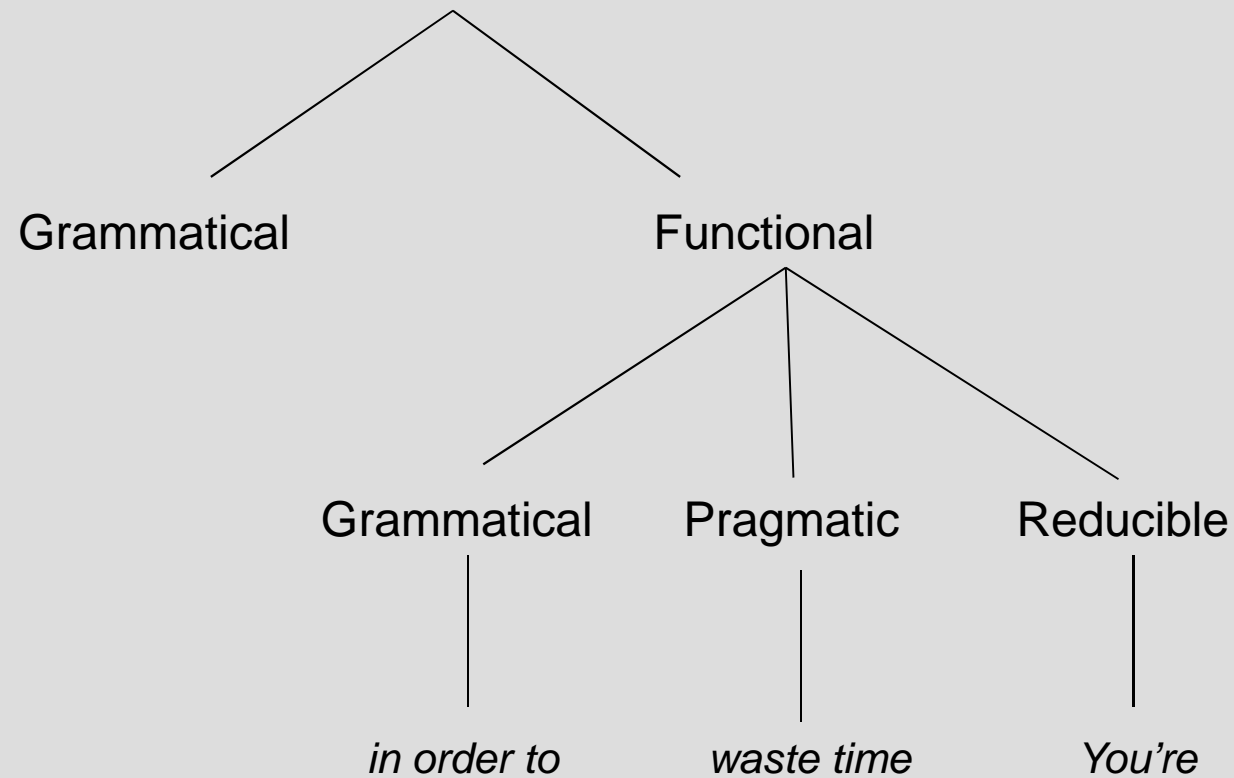 Grammatical Functional
Grammatical Pragmatic Reducible
in order to waste time You’re